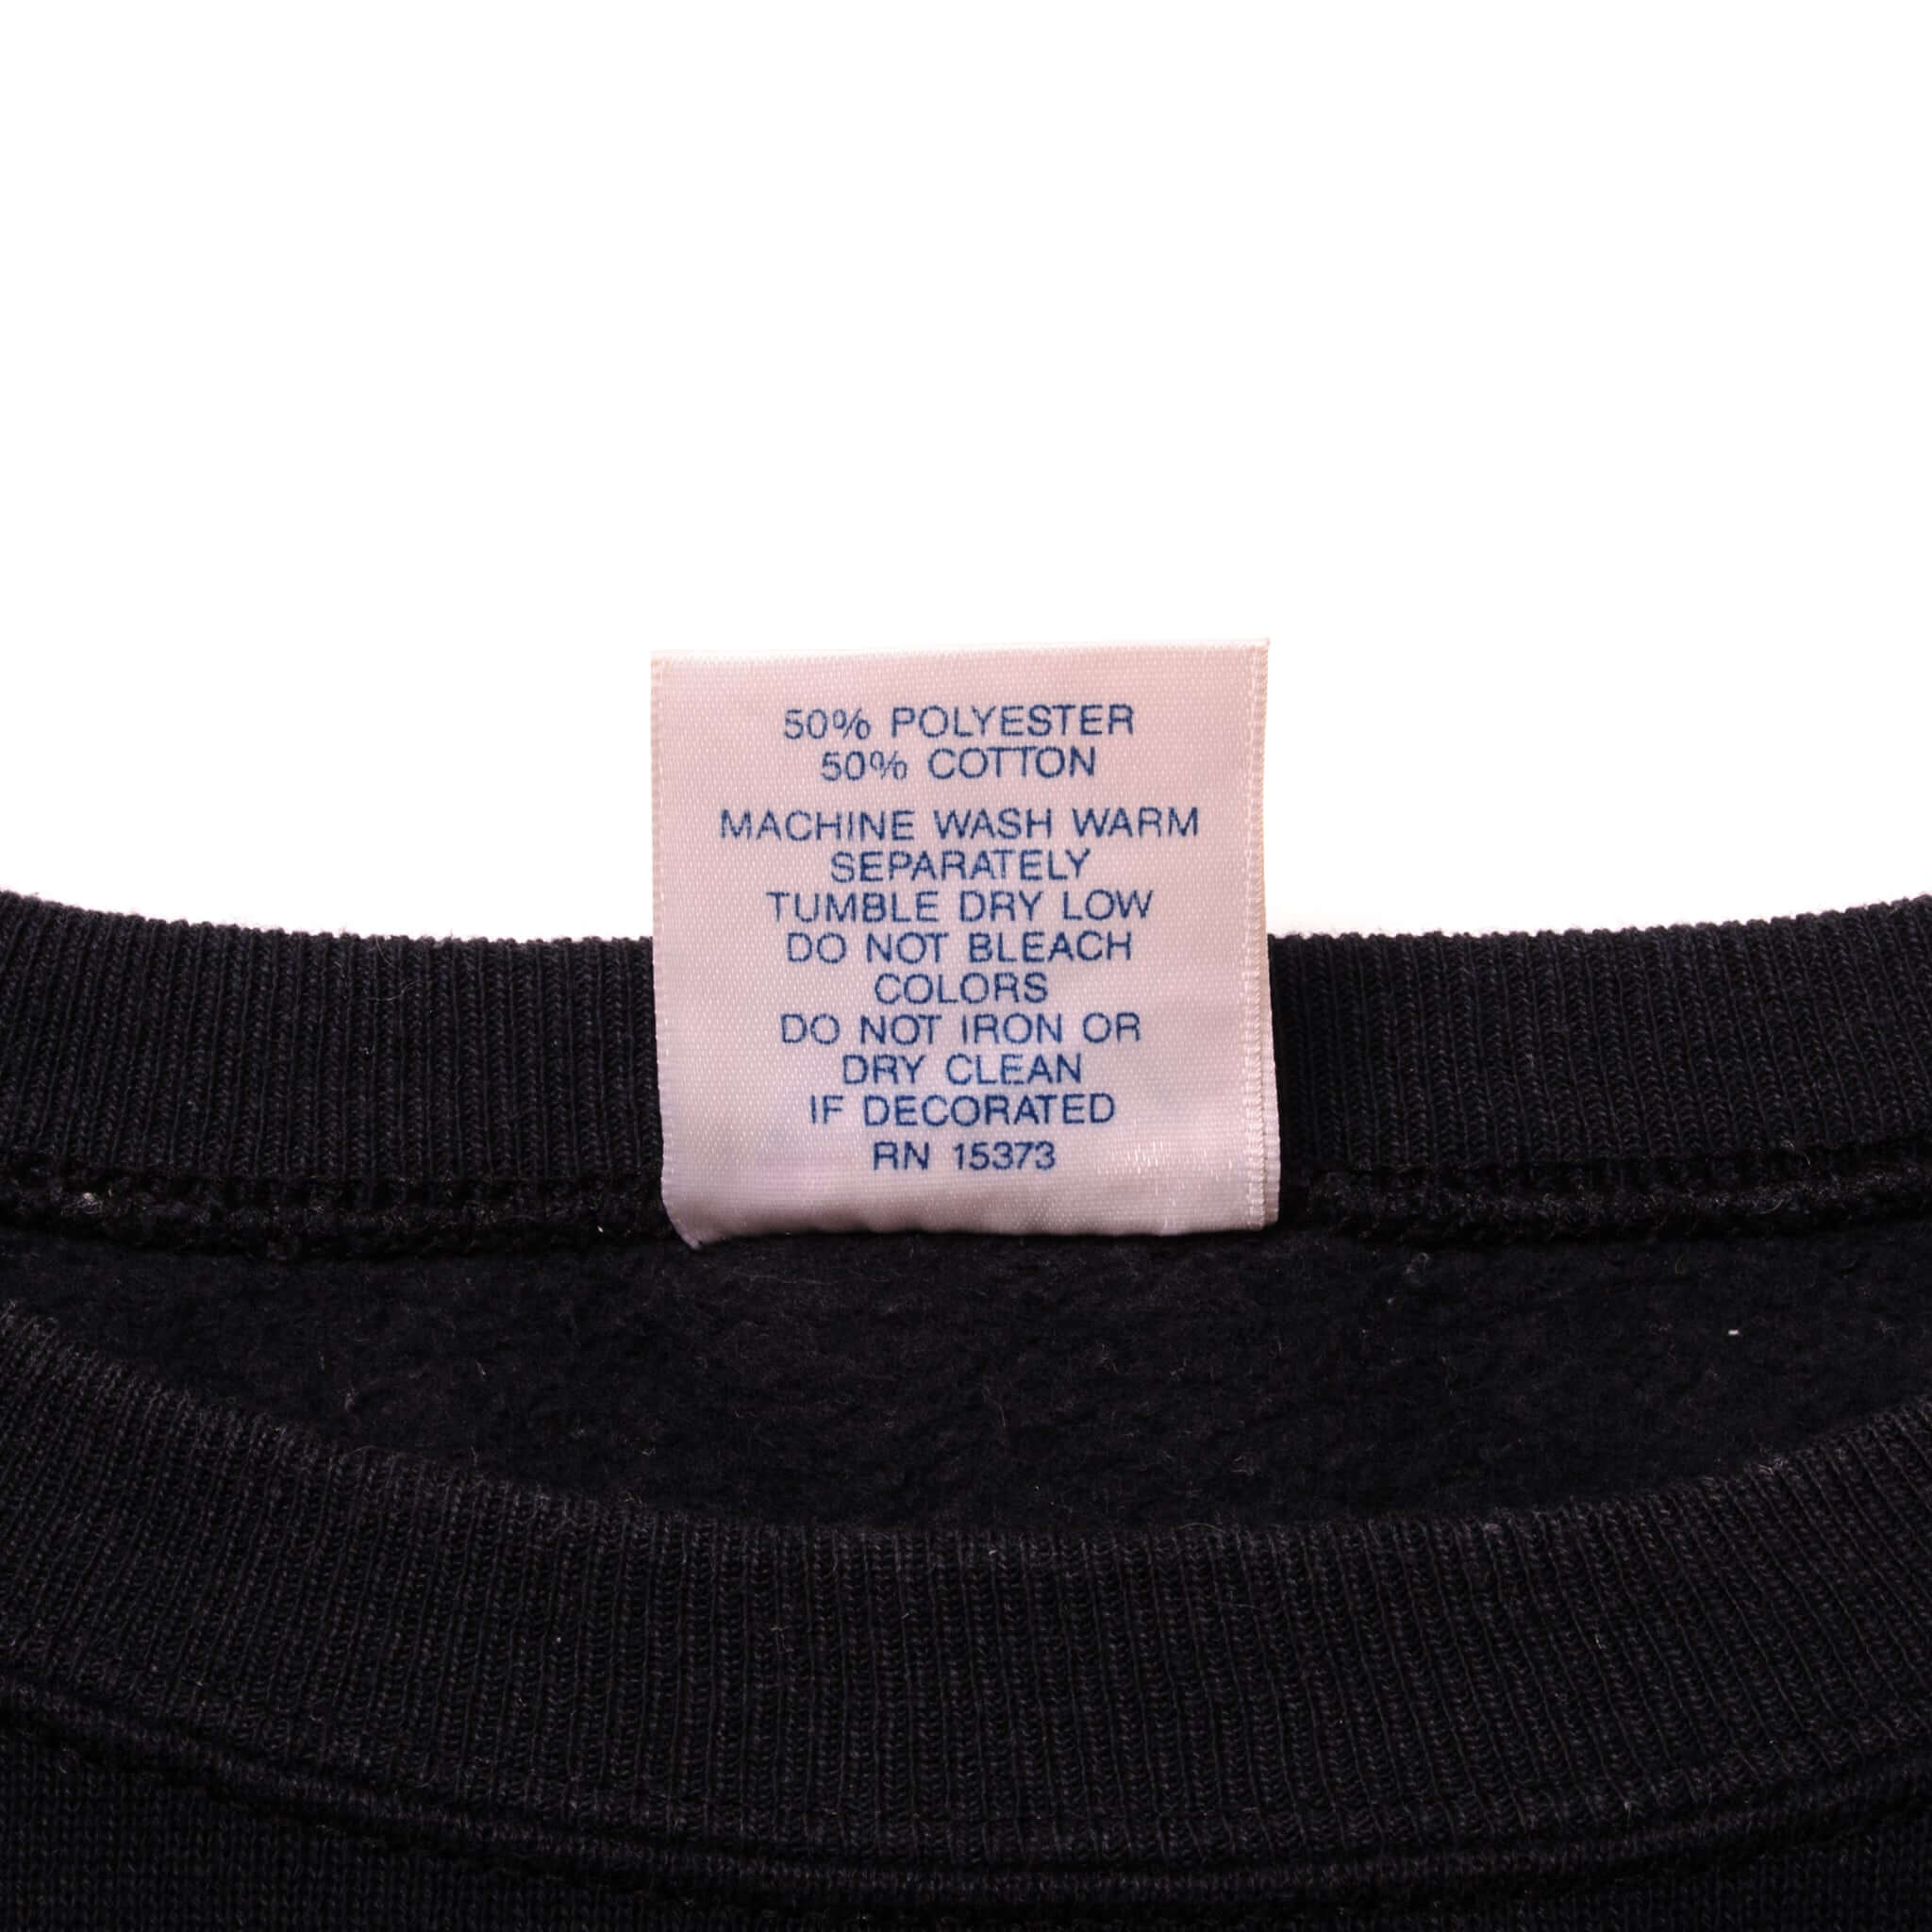 50% POLYESTER
50% COTTON
MACHINE WASH WARM
SEPARATELY
TUMBLE DRY LOW
DO NOT BLEACH
COLORS
DO NOT IRON OR
DRY CLEAN
IF DECORATED
RN 15373